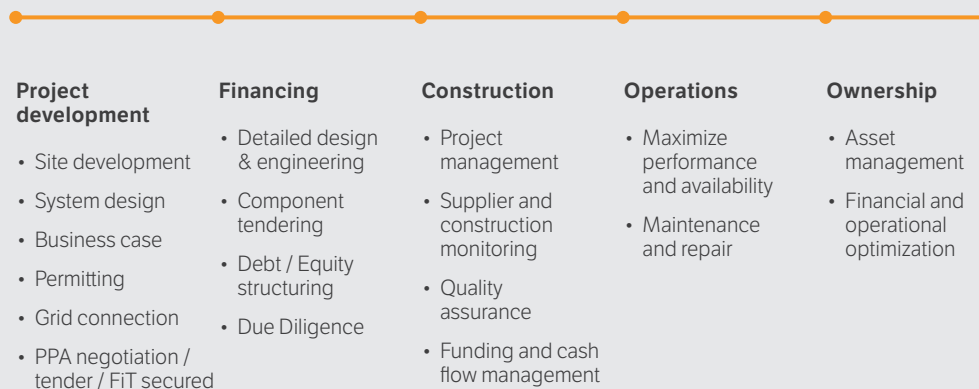 Project
development
• Site development
• System design
• Business case
• Permitting
• Grid connection
• PPA negotiation /
tender / FiT secured
Financing
• Detailed design
& engineering
• Component
tendering
• Debt / Equity
structuring
• Due Diligence
Construction
• Project
management
• Supplier and
construction
monitoring
• Quality
assurance
• Funding and cash
flow management
Operations
• Maximize
performance
and availability
• Maintenance
and repair
Ownership
• Asset
management
• Financial and
operational
optimization